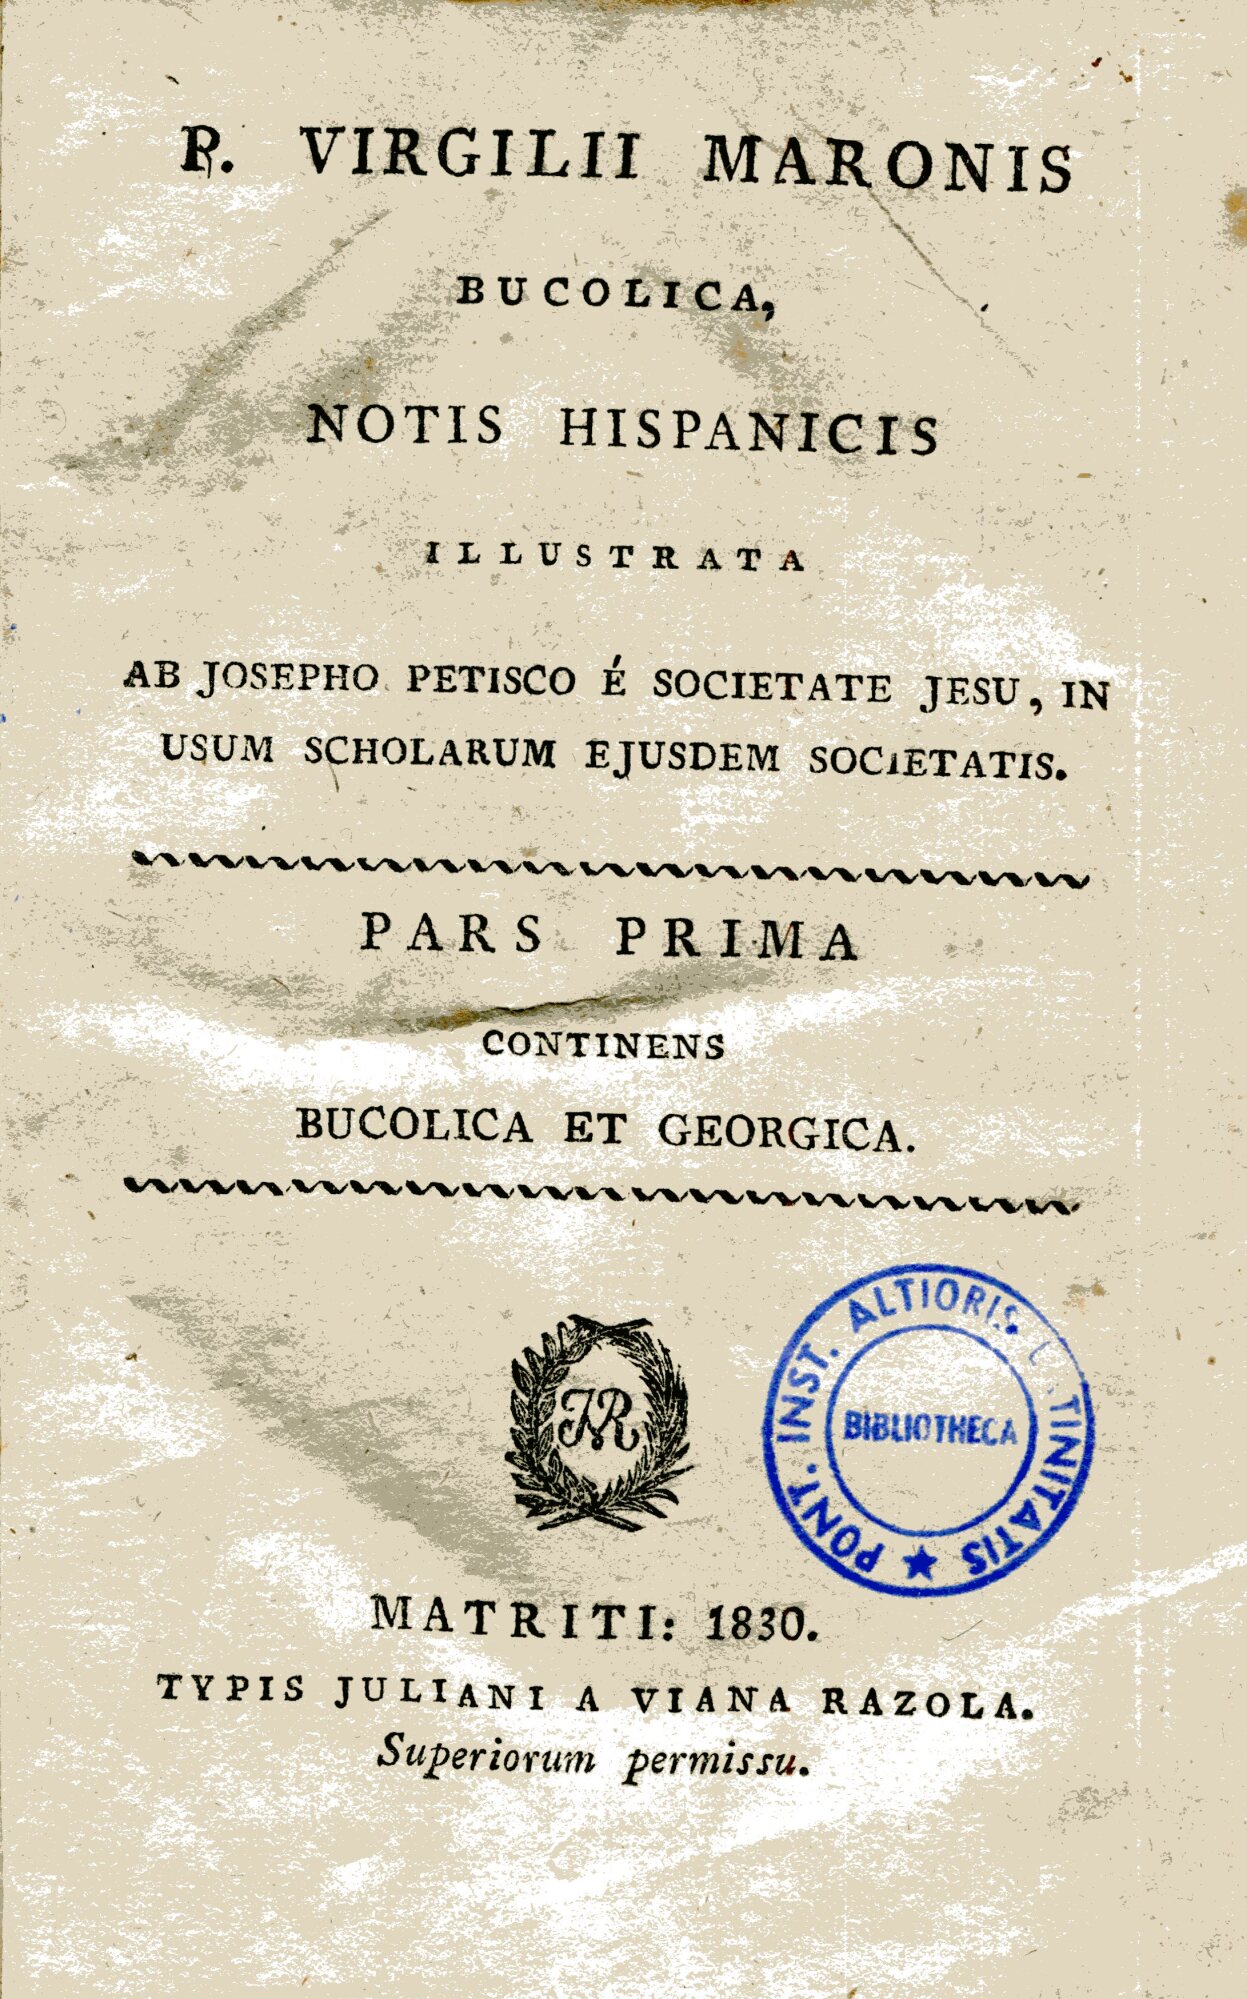 P. VIRGILII MARONIS
BUCOLICA,
NOTIS HISPANICIS
ILLUSTRATA
AB JOSEPHO PETISCO É SOCIETATE JESU, IN
USUM SCHOLARUM EJUSDEM SOCIETATIS.
PARS PRIMA
CONTINENS
BUCOLICA ET GEORGICA.
JR
PONT. INST. ALTIORIS
BIBLIOTHECA
MATRITI: 1830.
TYPIS JULIANI A VIANA RAZOLA.
Superiorum permissu.